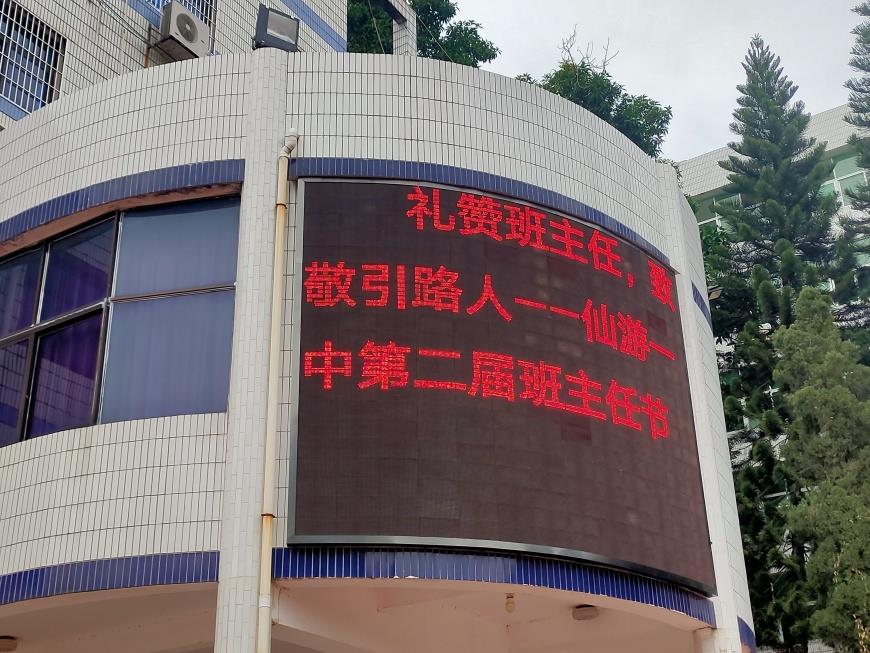 礼赞班主任，致
敬引路人——仙游一
中第二届班主任节